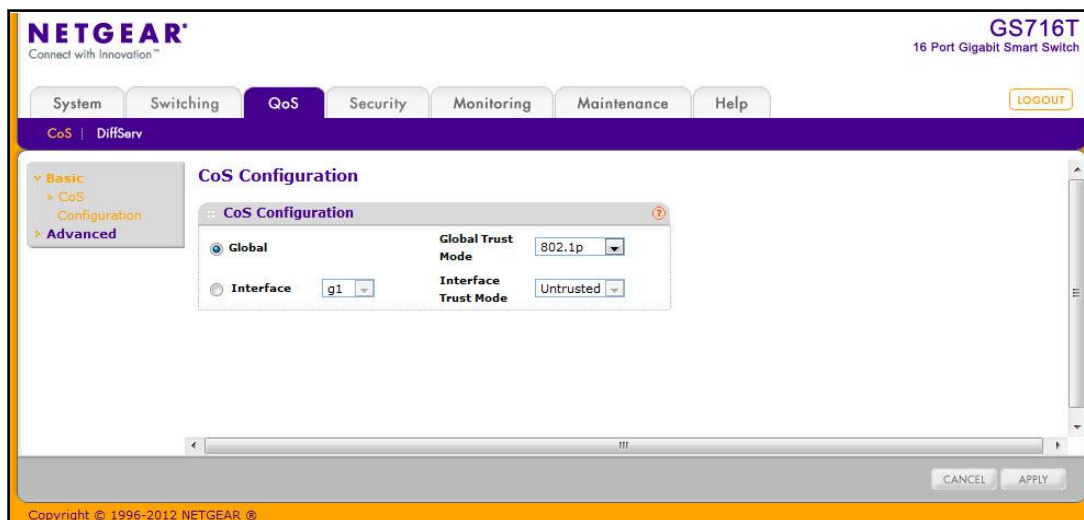 NETGEAR®
Connect with Innovation™
GS716T
16 Port Gigabit Smart Switch
System Switching QoS Security Monitoring Maintenance Help LOGOUT
CoS | DiffServ
Basic
» CoS
Configuration
Advanced
CoS Configuration
CoS Configuration ?
Global
Global Trust
Mode
802.1p
Interface g1
Interface
Trust Mode
Untrusted
CANCEL APPLY
Copyright © 1996-2012 NETGEAR ®